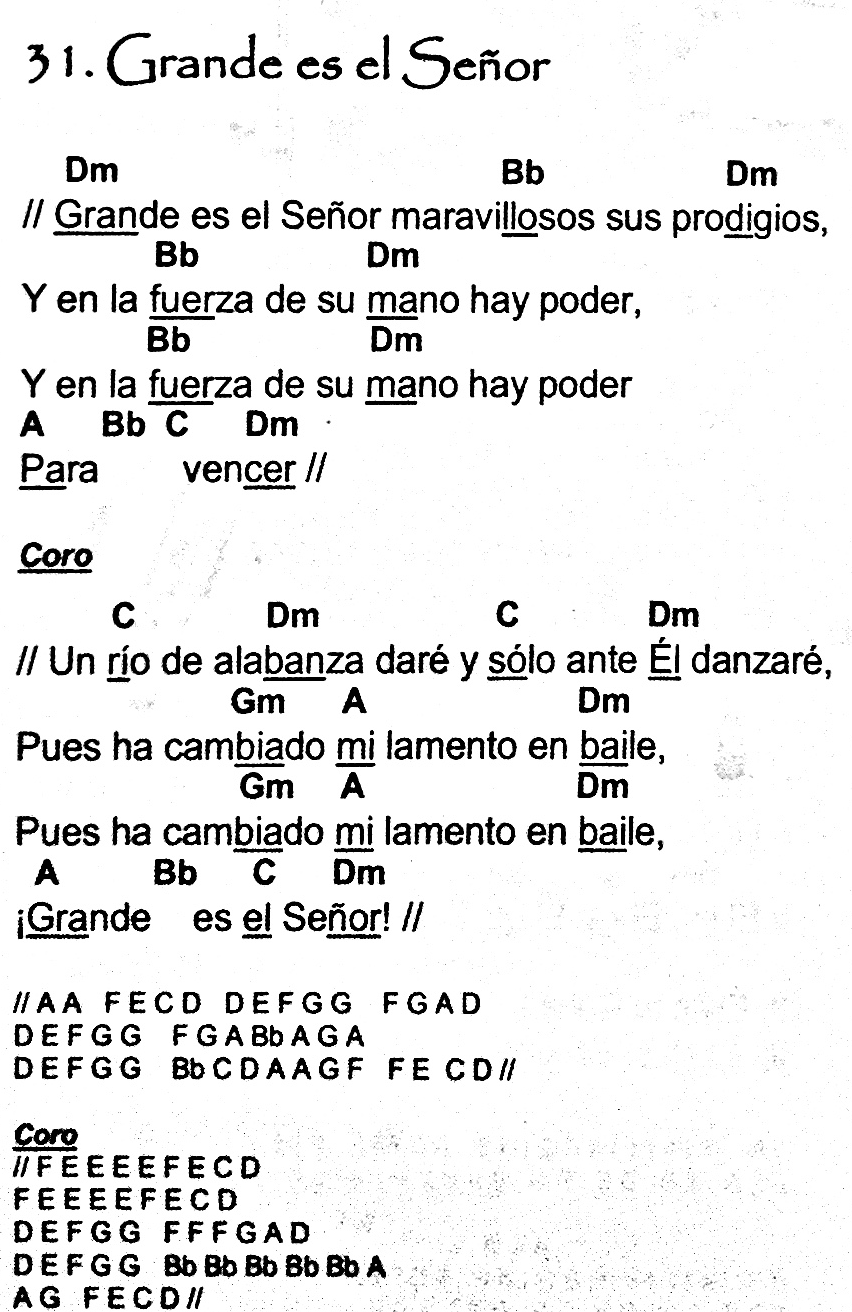 31. Grande es el Señor
Dm Bb Dm
// Grande es el Señor maravillosos sus prodigios,
Bb Dm
Y en la fuerza de su mano hay poder,
Bb Dm
Y en la fuerza de su mano hay poder
A Bb C Dm
Para vencer //
Coro
C Dm C Dm
// Un río de alabanza daré y sólo ante Él danzaré,
Gm A Dm
Pues ha cambiado mi lamento en baile,
Gm A Dm
Pues ha cambiado mi lamento en baile,
A Bb C Dm
¡Grande es el Señor! //
//A A F E C D D E F G G F G A D
D E F G G F G A Bb A G A
D E F G G Bb C D A A G F F E C D//
Coro
//F E E E E F E C D
F E E E E F E C D
D E F G G F F F G A D
D E F G G Bb Bb Bb Bb Bb A
A G F E C D//